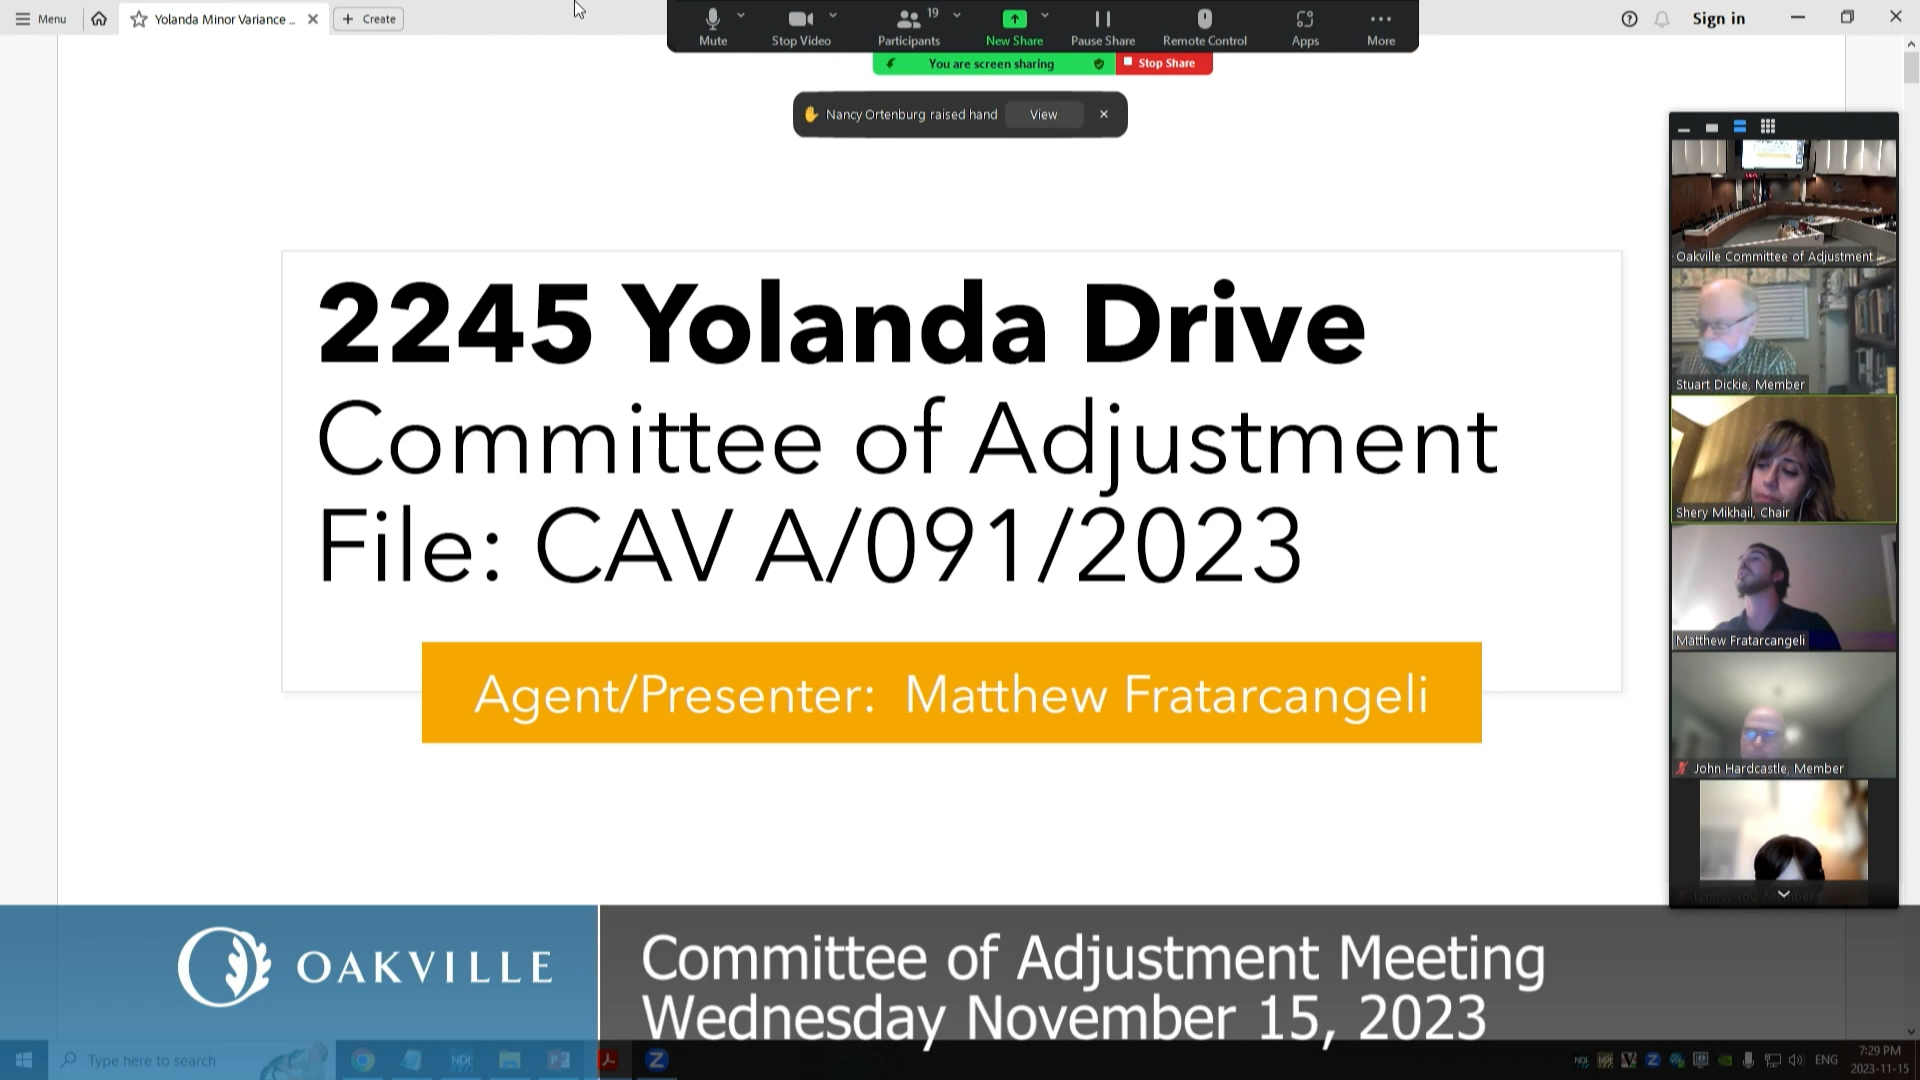 Menu
Yolanda Minor Variance ...
Create
Mute
Stop Video
19
Participants
New Share
Pause Share
Remote Control
Apps
More
Sign in
You are screen sharing
Stop Share
Nancy Ortenburg raised hand
View
2245 Yolanda Drive
Committee of Adjustment
File: CAV A/091/2023
Agent/Presenter: Matthew Fratarcangeli
Oakville Committee of Adjustment
Stuart Dickie, Member
Shery Mikhail, Chair
Matthew Fratarcangeli
John Hardcastle, Member
OAKVILLE
Committee of Adjustment Meeting
Wednesday November 15, 2023
Type here to search
NDI
ENG
7:29 PM
2023-11-15